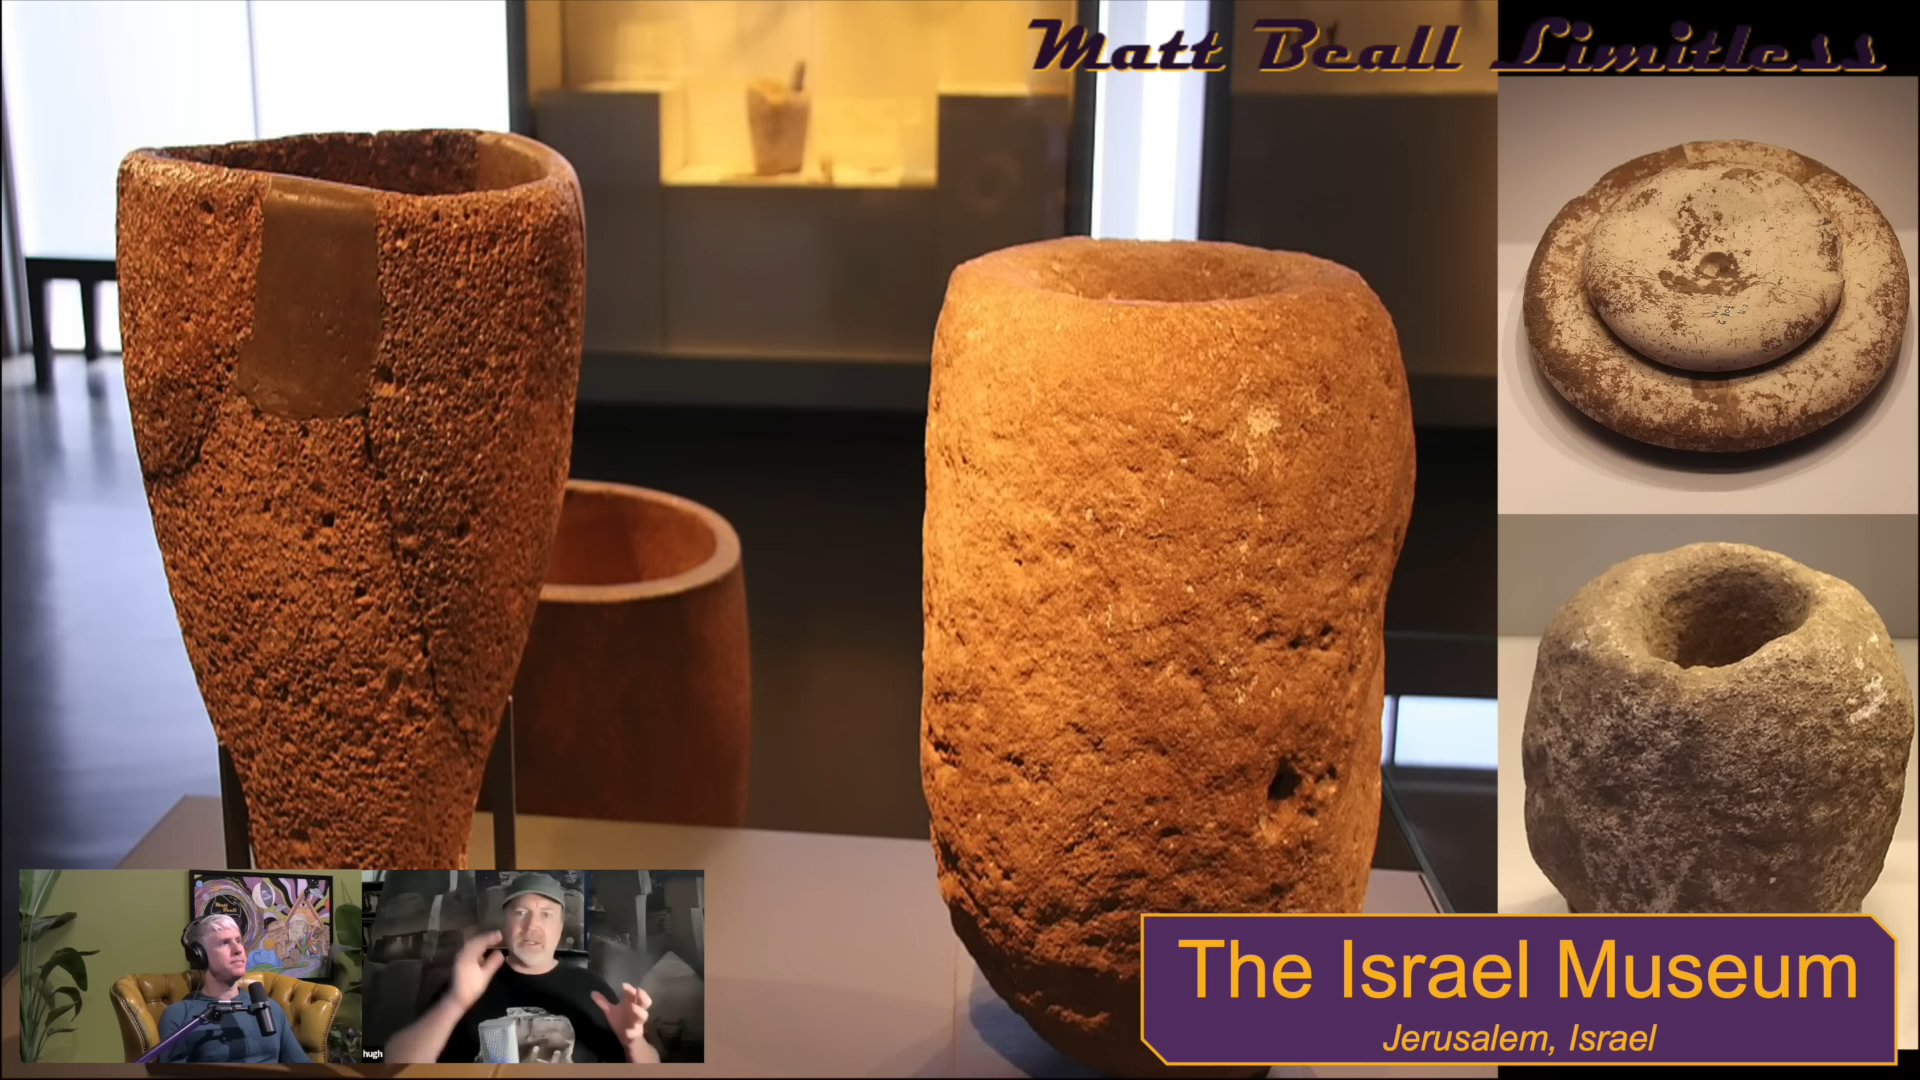 Matt Beall Limitless
The Israel Museum
Jerusalem, Israel
hugh